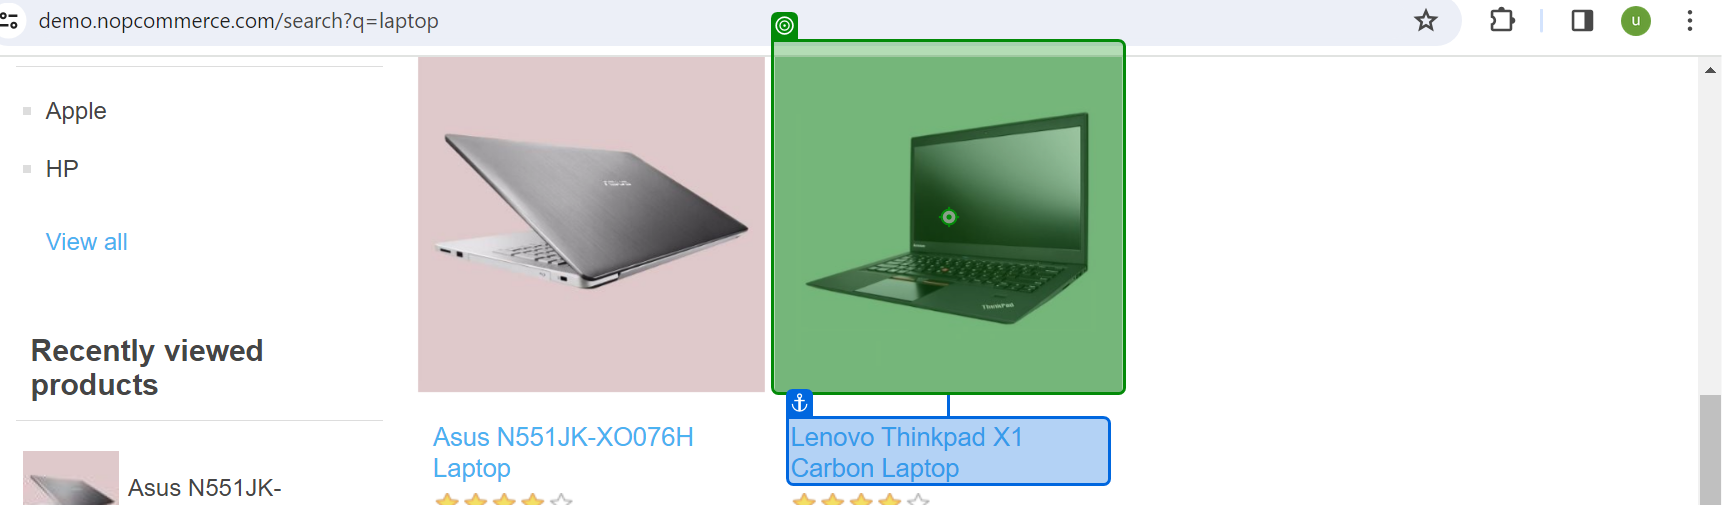 demo.nopcommerce.com/search?q=laptop
u
Apple
HP
View all
Recently viewed
products
Asus N551JK-
Asus N551JK-XO076H
Laptop
ThinkPad
Lenovo Thinkpad X1
Carbon Laptop